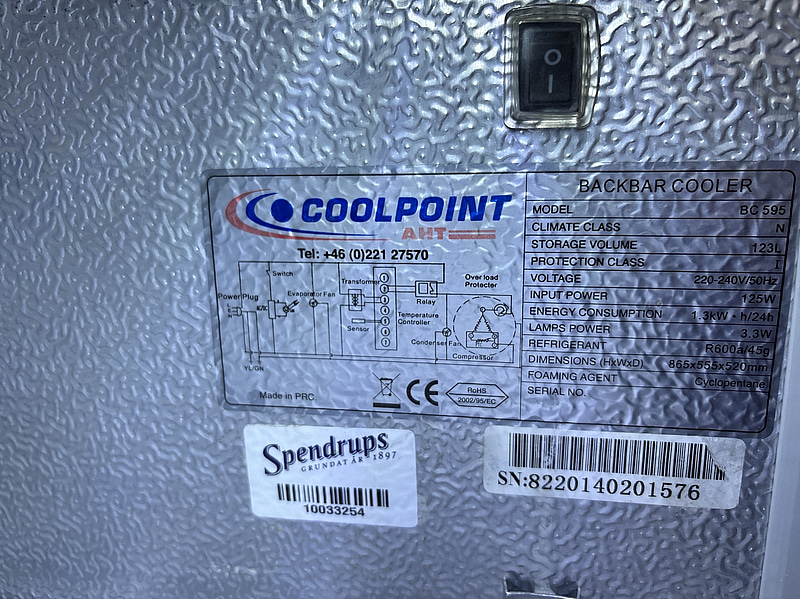 O
I
COOLPOINT
AHT
Tel: +46 (0)221 27570
Switch
Power Plug
Evaporator Fan
Transformer
Relay
Over load
Protecter
Sensor
Temperature
Controller
Condenser Fan
Compressor
YL/GN
Made in PRC
CE
RoHS
2002/95/EC
BACKBAR COOLER
MODEL BC 595
CLIMATE CLASS N
STORAGE VOLUME 123L
PROTECTION CLASS I
VOLTAGE 220-240V/50Hz
INPUT POWER 125W
ENERGY CONSUMPTION 1.3kW·h/24h
LAMPS POWER 3.3W
REFRIGERANT R600a/45g
DIMENSIONS (HxWxD) 865x555x520mm
FOAMING AGENT Cyclopentane
SERIAL NO.
Spendrups
GRUNDAT ÅR 1897
10033254
SN:8220140201576